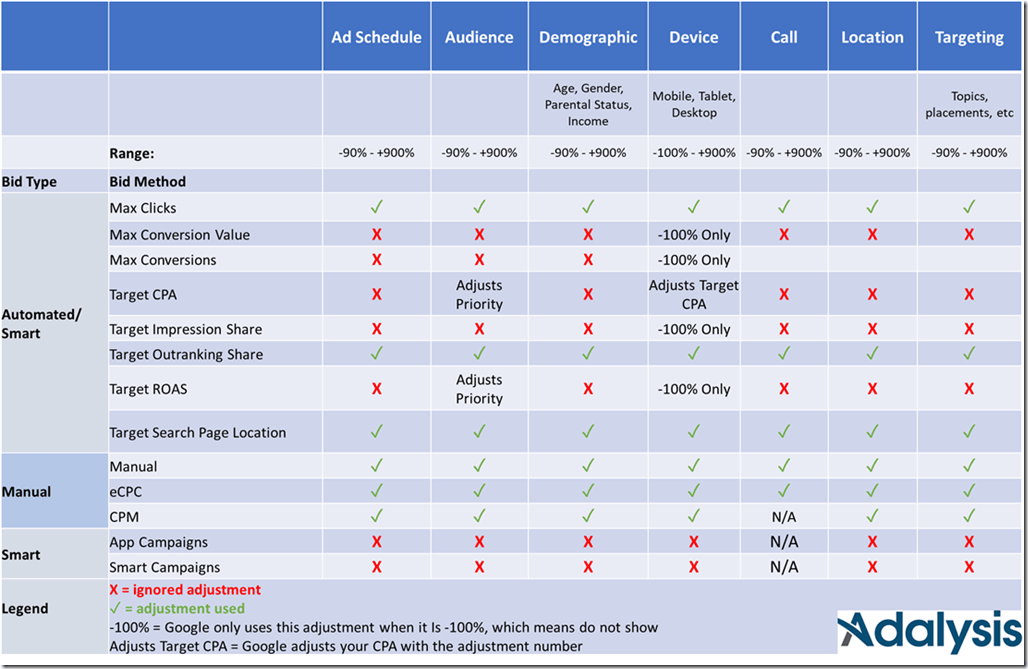 Ad Schedule Audience Demographic Device Call Location Targeting
Age, Gender, Parental Status, Income Mobile, Tablet, Desktop Topics, placements, etc
Range: -90% - +900% -90% - +900% -90% - +900% -100% - +900% -90% - +900% -90% - +900% -90% - +900%
Bid Type Bid Method
Automated/ Smart
Max Clicks ✓ ✓ ✓ ✓ ✓ ✓ ✓
Max Conversion Value X X X -100% Only X X X
Max Conversions X X X -100% Only
Target CPA X Adjusts Priority X Adjusts Target CPA X X X
Target Impression Share X X X -100% Only X X X
Target Outranking Share ✓ ✓ ✓ ✓ ✓ ✓ ✓
Target ROAS X Adjusts Priority X -100% Only X X X
Target Search Page Location ✓ ✓ ✓ ✓ ✓ ✓ ✓
Manual
Manual ✓ ✓ ✓ ✓ ✓ ✓ ✓
eCPC ✓ ✓ ✓ ✓ ✓ ✓ ✓
CPM ✓ ✓ ✓ ✓ N/A ✓ ✓
Smart
App Campaigns X X X X N/A X X
Smart Campaigns X X X X N/A X X
Legend
X = ignored adjustment
✓ = adjustment used
-100% = Google only uses this adjustment when it Is -100%, which means do not show
Adjusts Target CPA = Google adjusts your CPA with the adjustment number
Adalysis